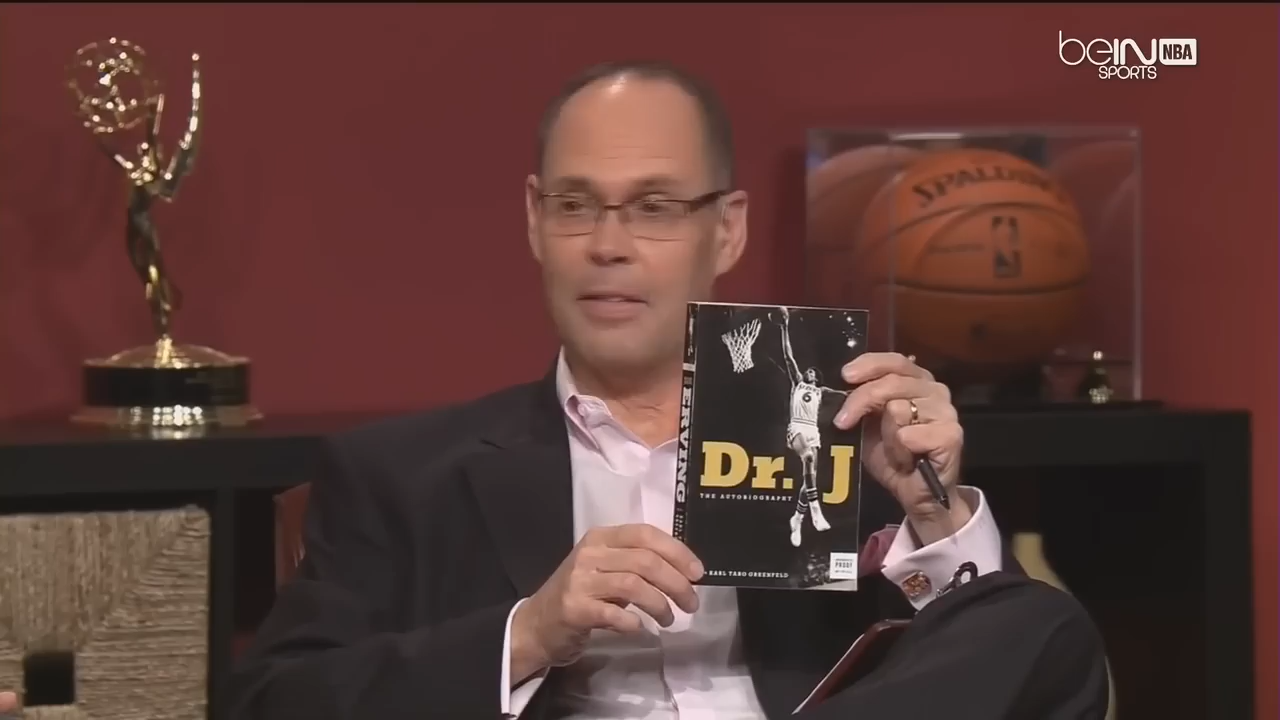 beIN NBA
SPORTS
SPALDING
ERVING
6
Dr. J
THE AUTOBIOGRAPHY
KARL TARO GREENFELD
PROOF